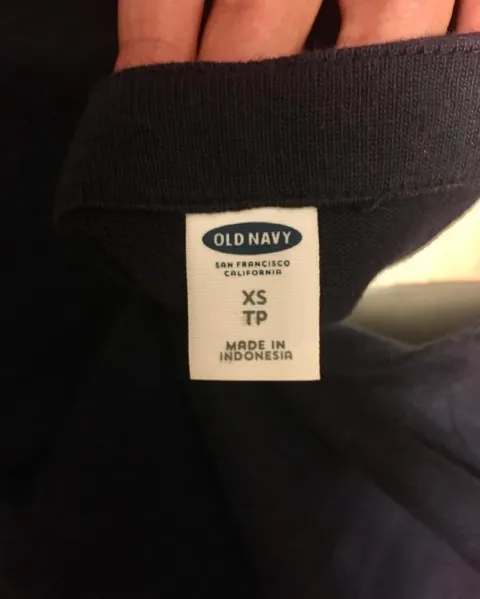 OLD NAVY
SAN FRANCISCO
CALIFORNIA
XS
TP
MADE IN
INDONESIA